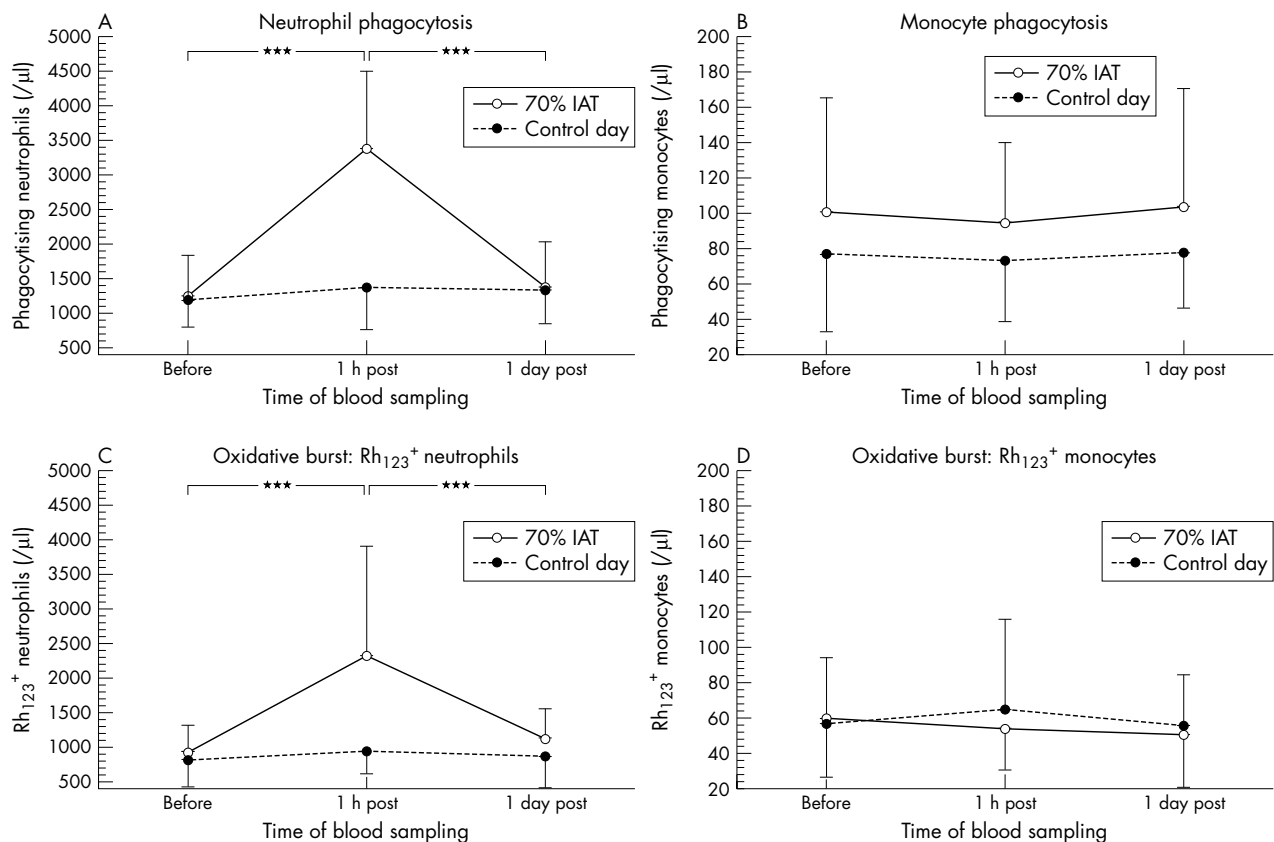 A
Neutrophil phagocytosis
5000
4500
4000
3500
3000
2500
2000
1500
1000
500
Phagocytising neutrophils (/µl)
★★★
★★★
70% IAT
Control day
Before
1 h post
1 day post
Time of blood sampling
B
Monocyte phagocytosis
200
180
160
140
120
100
80
60
40
20
Phagocytising monocytes (/µl)
70% IAT
Control day
Before
1 h post
1 day post
Time of blood sampling
C
Oxidative burst: Rh₁₂₃⁺ neutrophils
5000
4500
4000
3500
3000
2500
2000
1500
1000
500
Rh₁₂₃⁺ neutrophils (/µl)
★★★
★★★
70% IAT
Control day
Before
1 h post
1 day post
Time of blood sampling
D
Oxidative burst: Rh₁₂₃⁺ monocytes
200
180
160
140
120
100
80
60
40
20
Rh₁₂₃⁺ monocytes (/µl)
70% IAT
Control day
Before
1 h post
1 day post
Time of blood sampling